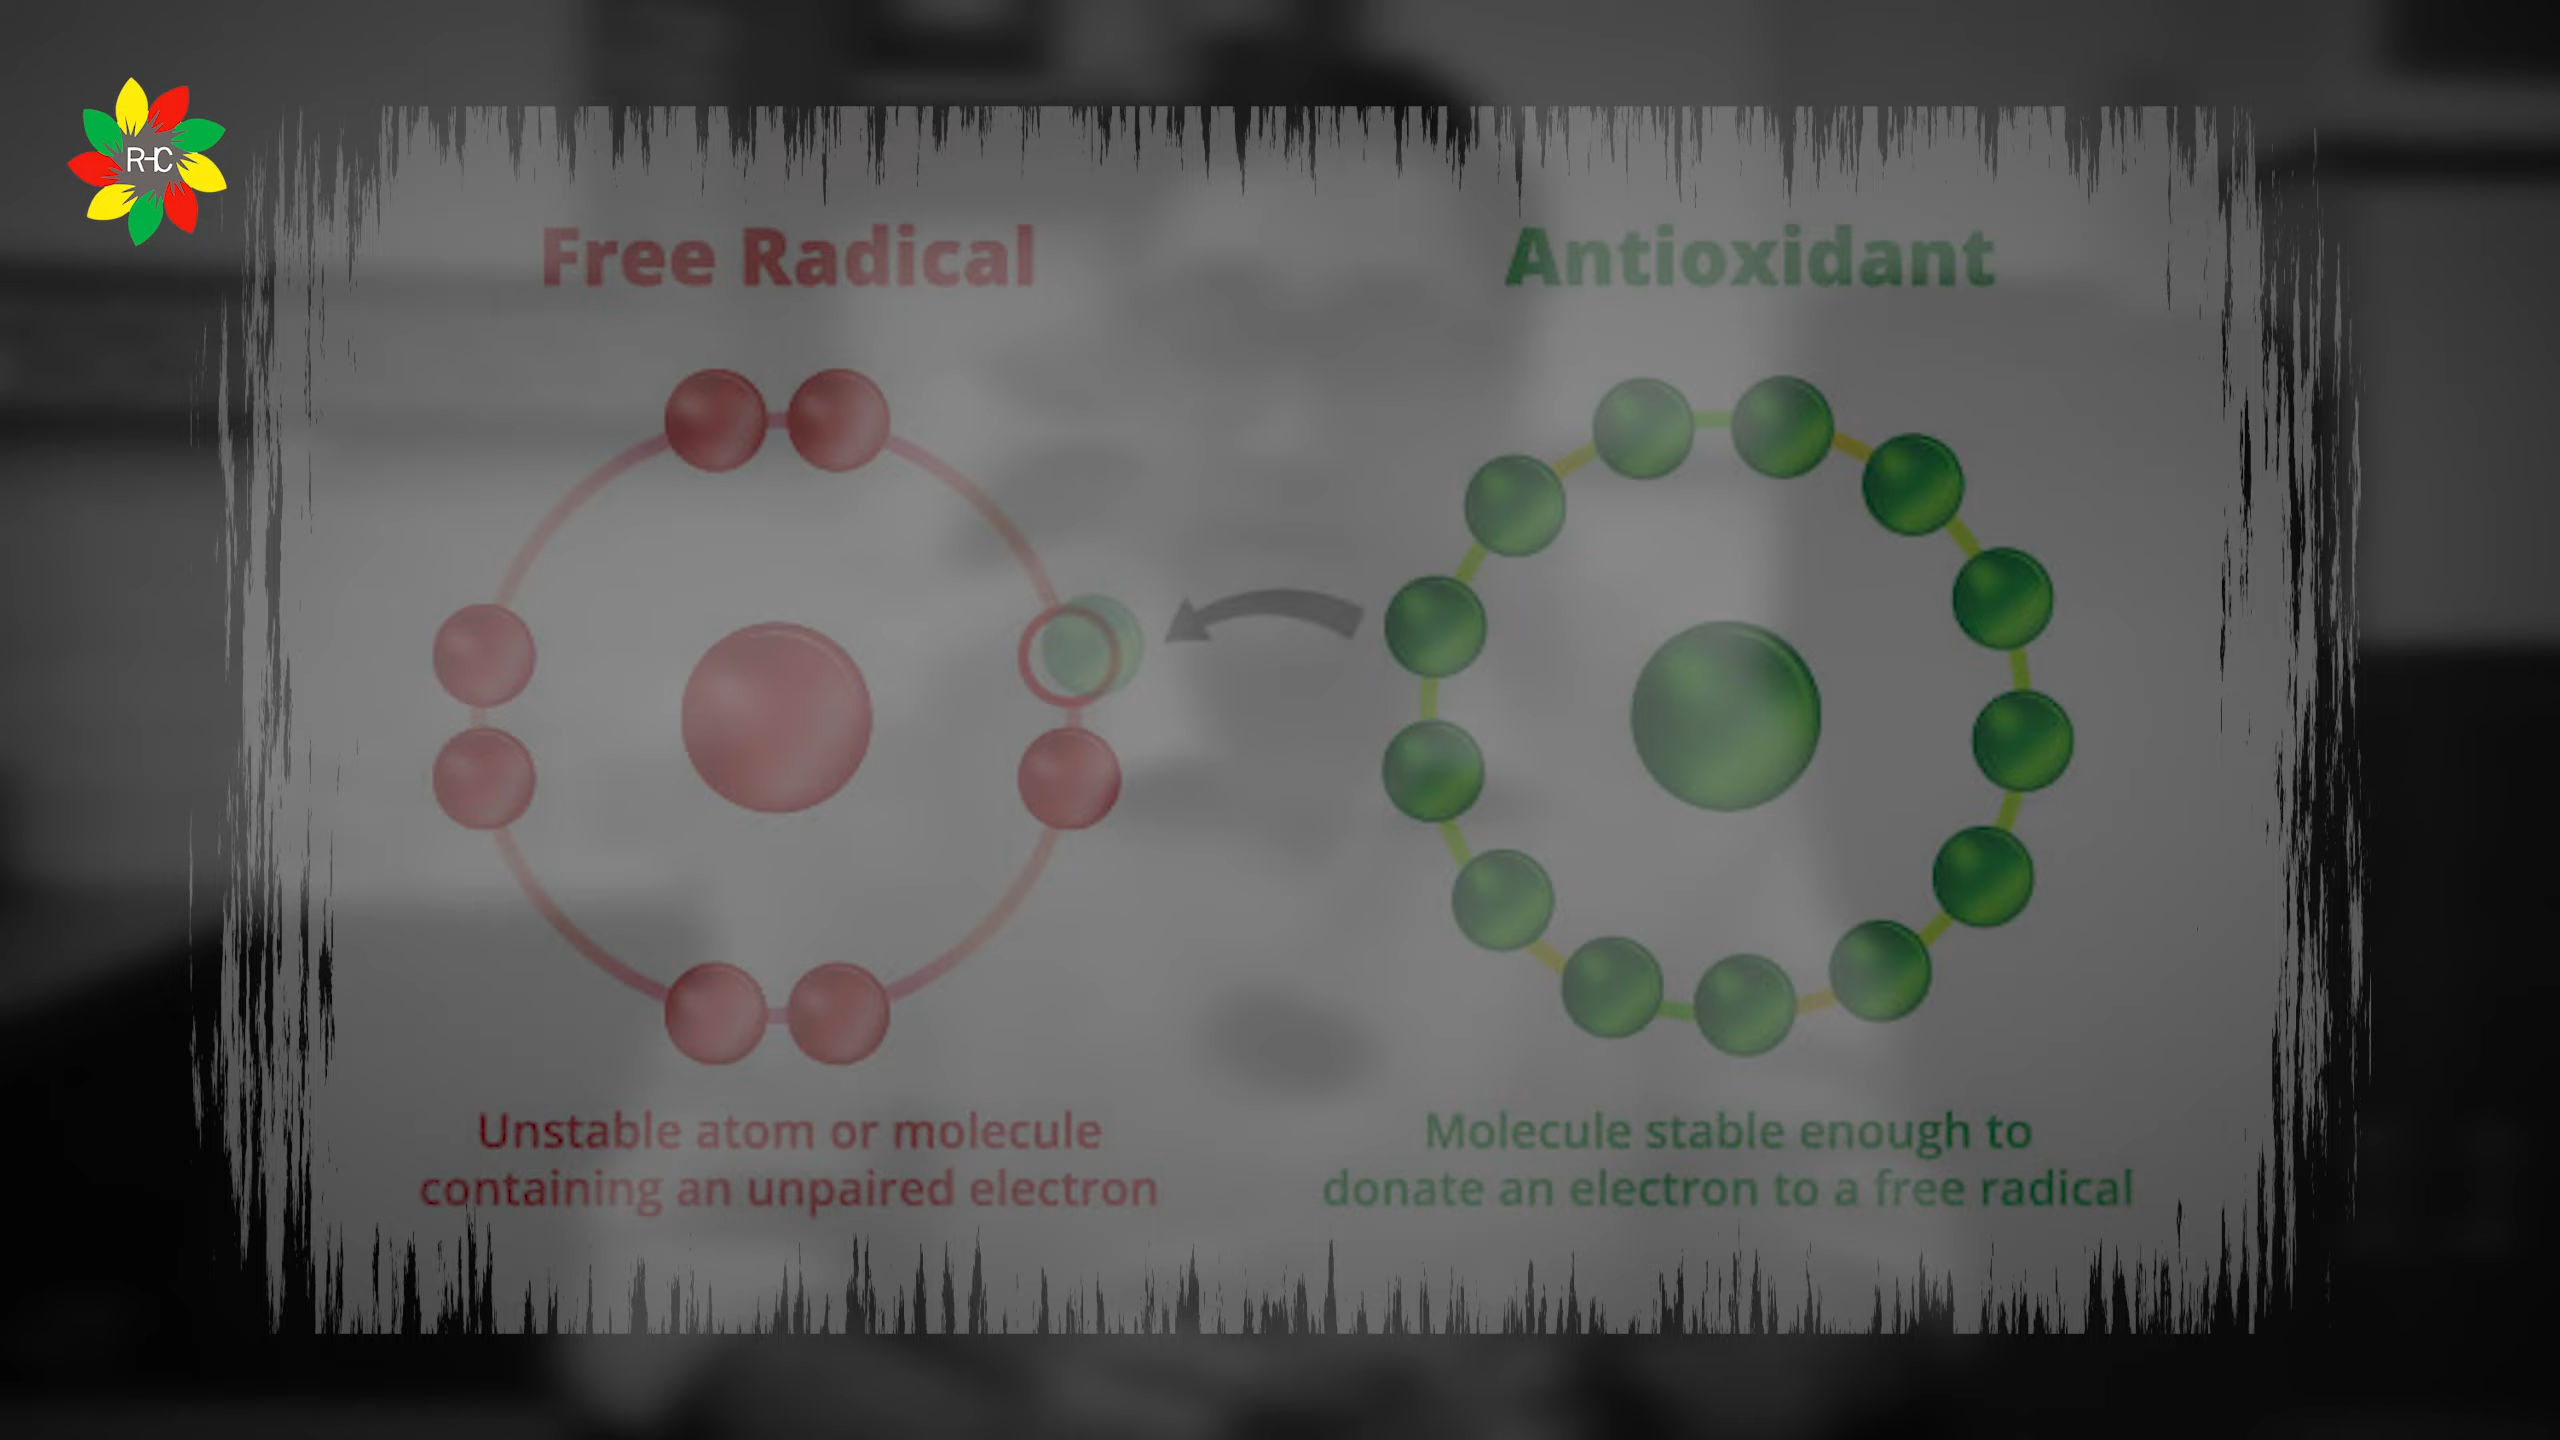 RHC
Free Radical
Antioxidant
Unstable atom or molecule
containing an unpaired electron
Molecule stable enough to
donate an electron to a free radical